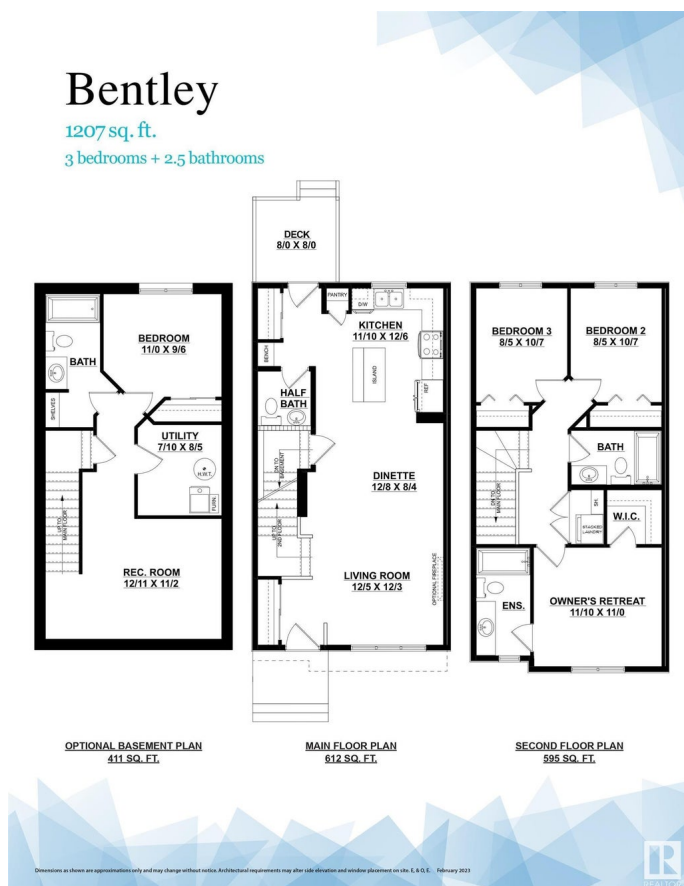 Bentley
1207 sq. ft.
3 bedrooms + 2.5 bathrooms
DECK
8/0 X 8/0
BEDROOM
11/0 X 9/6
BATH
SHELVES
UTILITY
7/10 X 8/5
H.W.T.
FURN.
UP TO
MAIN FLOOR
REC. ROOM
12/11 X 11/2
PANTRY
D/W
KITCHEN
11/10 X 12/6
BENCH
ISLAND
REF
HALF
BATH
DN TO
BASEMENT
DINETTE
12/8 X 8/4
UP TO
2ND FLOOR
LIVING ROOM
12/5 X 12/3
OPTIONAL FIREPLACE
BEDROOM 3
8/5 X 10/7
BEDROOM 2
8/5 X 10/7
BATH
DN TO
MAIN FLOOR
SH.
STACKED
LAUNDRY
W.I.C.
ENS.
OWNER'S RETREAT
11/10 X 11/0
OPTIONAL BASEMENT PLAN
411 SQ. FT.
MAIN FLOOR PLAN
612 SQ. FT.
SECOND FLOOR PLAN
595 SQ. FT.
Dimensions as shown are approximations only and may change without notice. Architectural requirements may alter side elevation and window placement on site. E, & O, E. February 2023
REALTOR